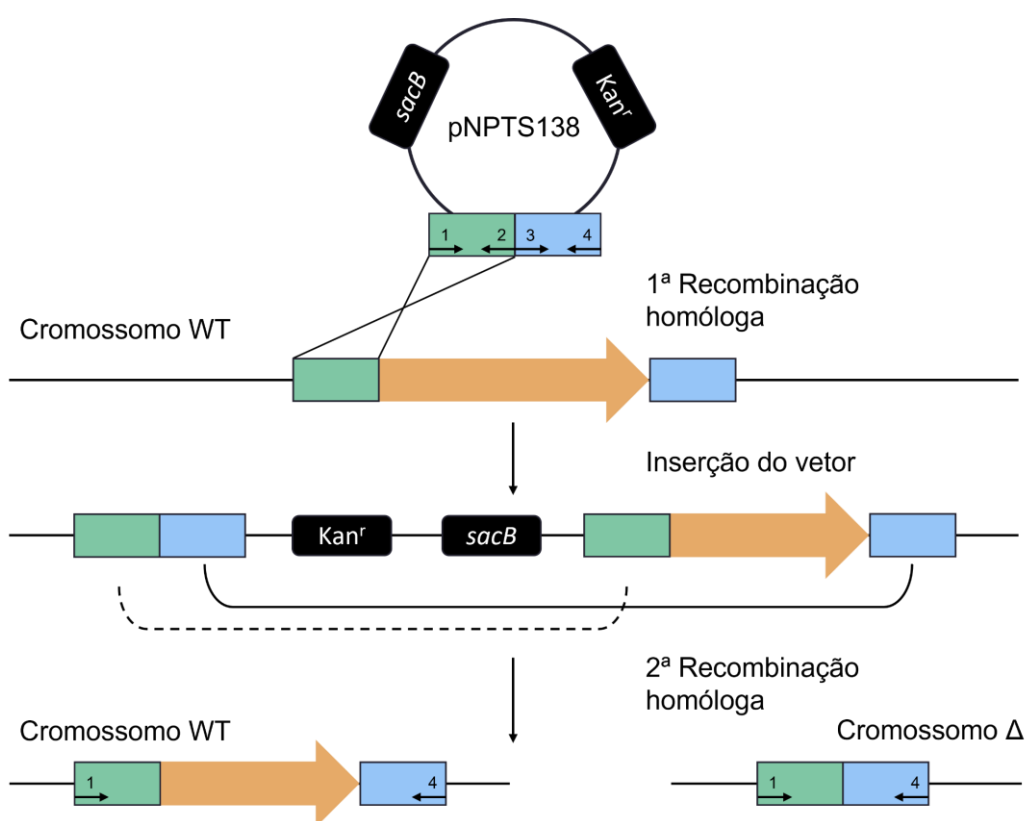 sacB
Kanʳ
pNPTS138
1 2 3 4
1ª Recombinação
homóloga
Cromossomo WT
Inserção do vetor
Kanʳ
sacB
2ª Recombinação
homóloga
Cromossomo WT
Cromossomo Δ
1 4
1 4